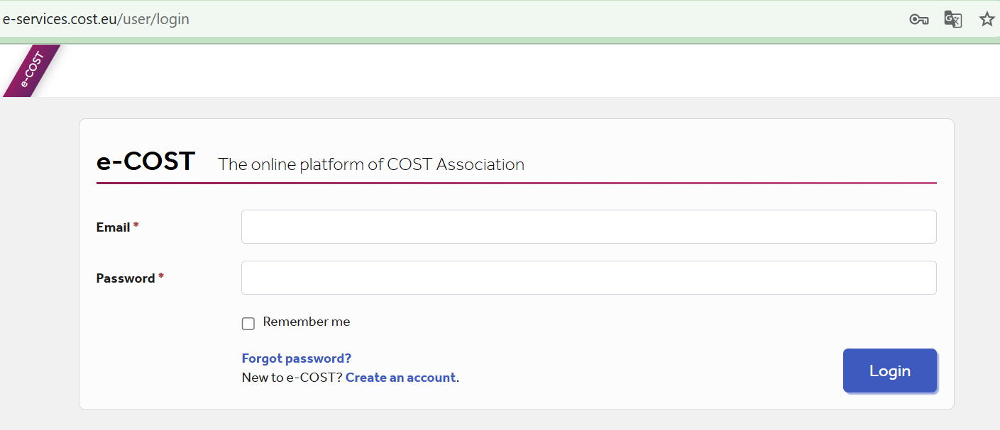 e-services.cost.eu/user/login
e-COST
e-COST The online platform of COST Association
Email *
Password *
Remember me
Forgot password?
New to e-COST? Create an account.
Login